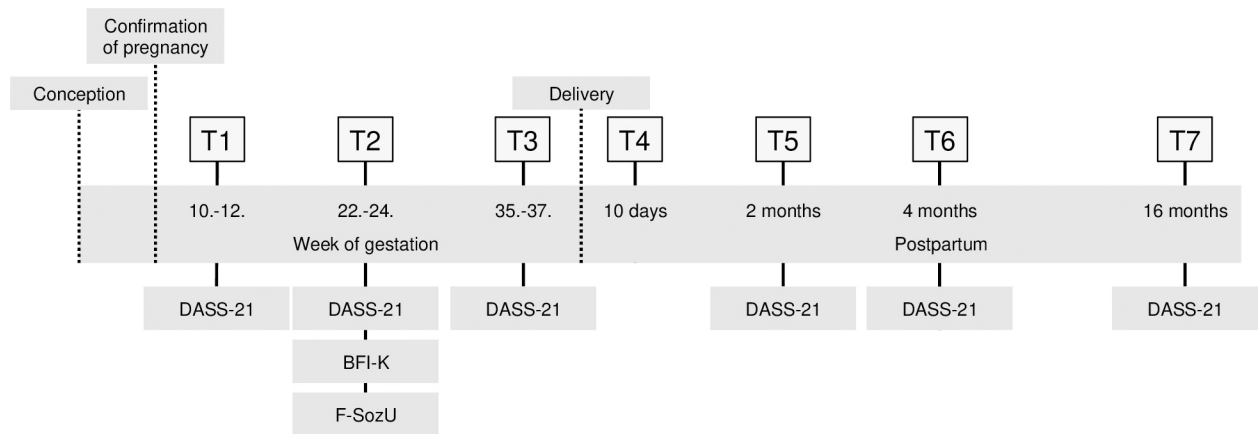 Confirmation
of pregnancy
Conception
Delivery
T1 T2 T3 T4 T5 T6 T7
10.-12. 22.-24. 35.-37. 10 days 2 months 4 months 16 months
Week of gestation Postpartum
DASS-21 DASS-21 DASS-21 DASS-21 DASS-21 DASS-21
BFI-K
F-SozU